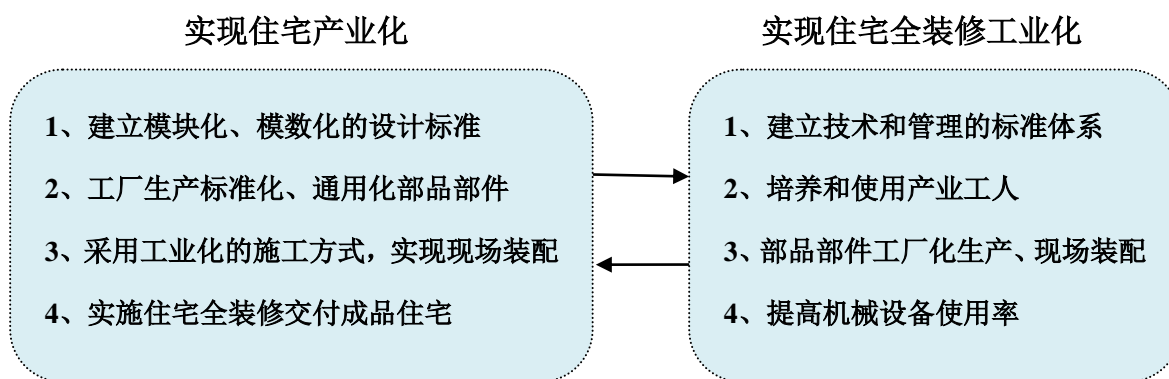 实现住宅产业化
1、建立模块化、模数化的设计标准
2、工厂生产标准化、通用化部品部件
3、采用工业化的施工方式，实现现场装配
4、实施住宅全装修交付成品住宅
实现住宅全装修工业化
1、建立技术和管理的标准体系
2、培养和使用产业工人
3、部品部件工厂化生产、现场装配
4、提高机械设备使用率